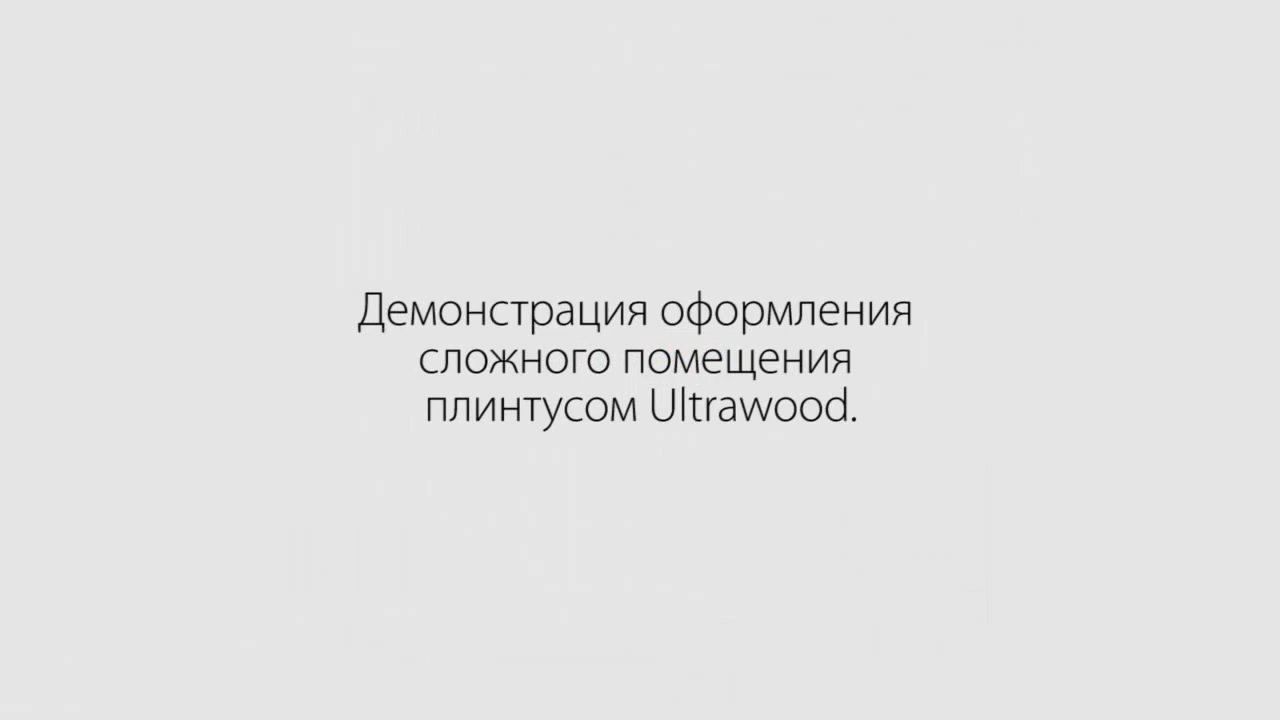 Демонстрация оформления
сложного помещения
плинтусом Ultrawood.